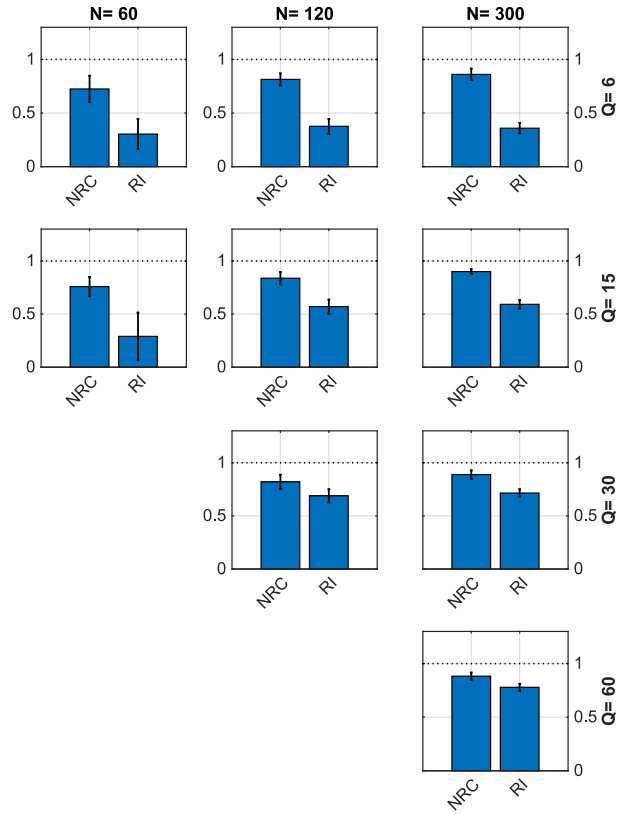 N= 60 N= 120 N= 300
1 1 1
0.5 0.5 0.5
0 0 0
Q= 6
NRC RI NRC RI NRC RI
1 1 1
0.5 0.5 0.5
0 0 0
Q= 15
NRC RI NRC RI NRC RI
1 1
0.5 0.5
0 0
Q= 30
NRC RI NRC RI
1
0.5
0
Q= 60
NRC RI